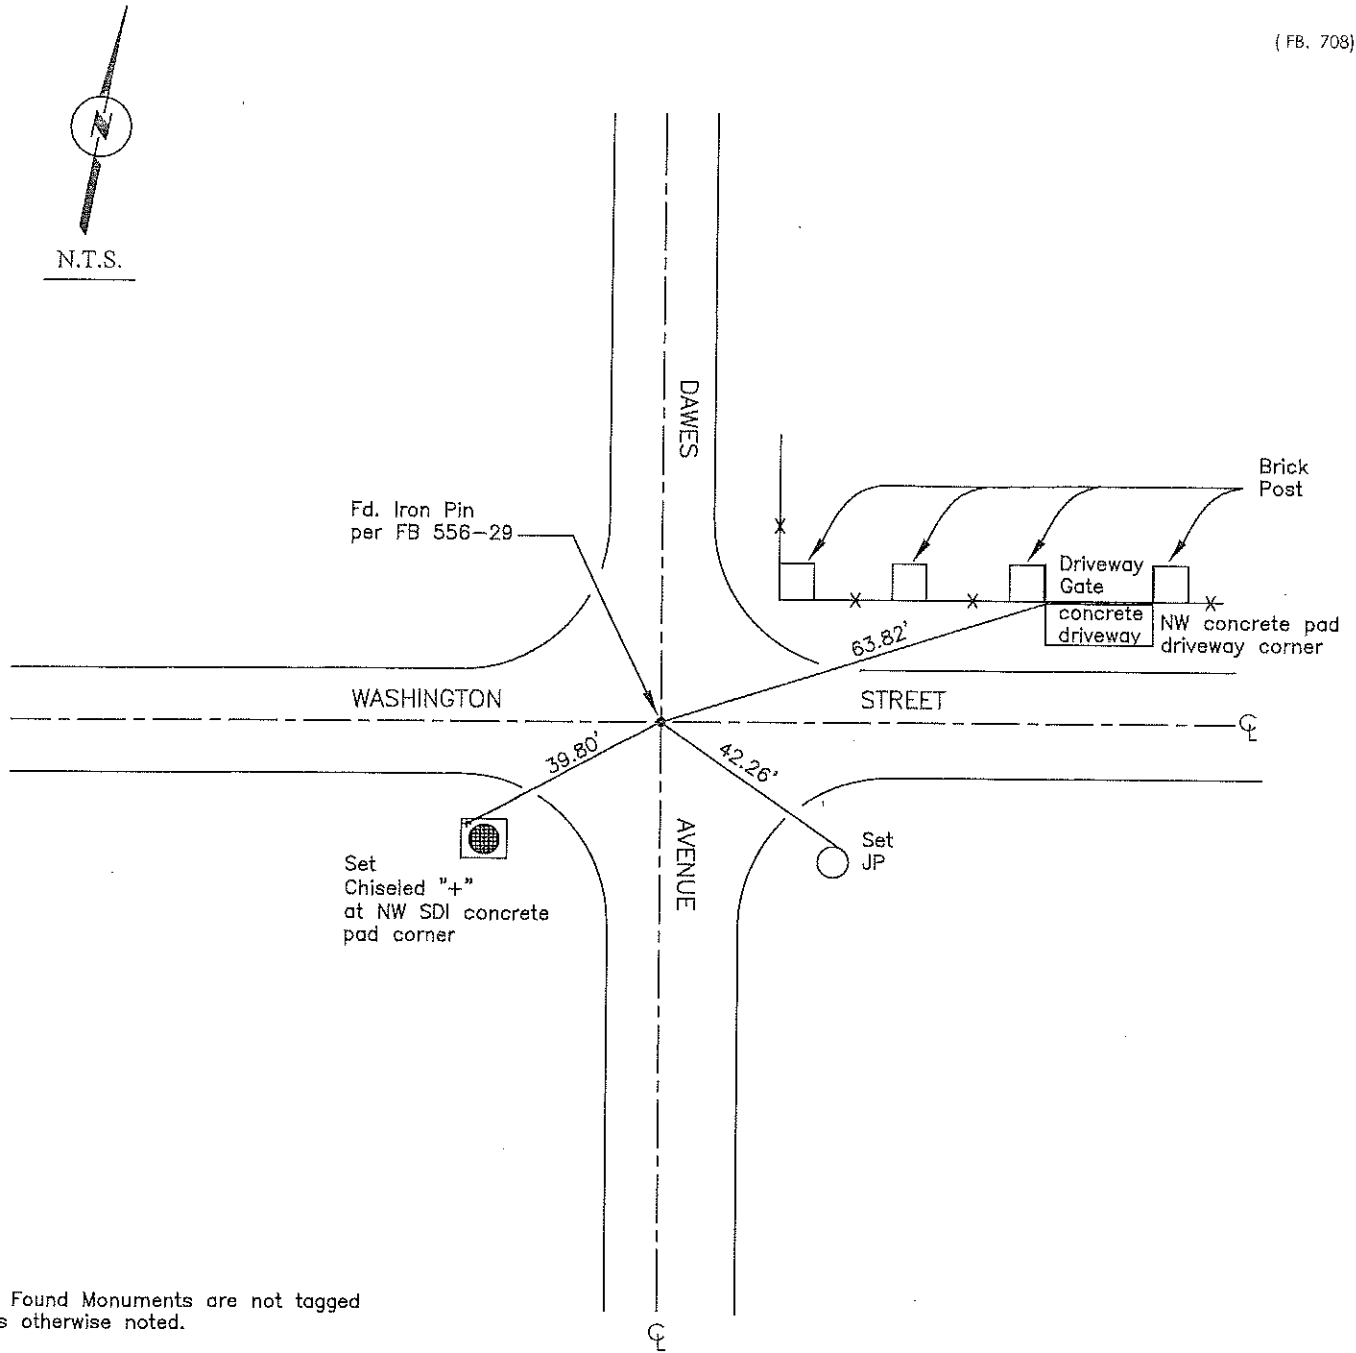 ( FB. 708)
N
N.T.S.
DAWES
Brick
Post
Fd. Iron Pin
per FB 556-29
Driveway
Gate
concrete
driveway
NW concrete pad
driveway corner
63.82'
WASHINGTON
STREET
℄
39.80'
42.26'
+
AVENUE
Set
JP
Set
Chiseled "+"
at NW SDI concrete
pad corner
Found Monuments are not tagged
s otherwise noted.
℄